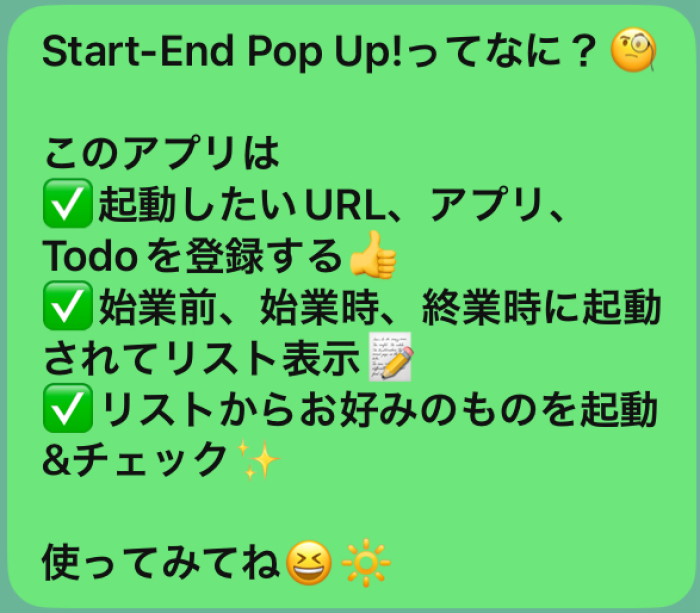 Start-End Pop Up!ってなに？🧐
このアプリは
✅起動したいURL、アプリ、
Todoを登録する👍
✅始業前、始業時、終業時に起動
されてリスト表示📝
✅リストからお好みのものを起動
&チェック✨
使ってみてね😆🔆